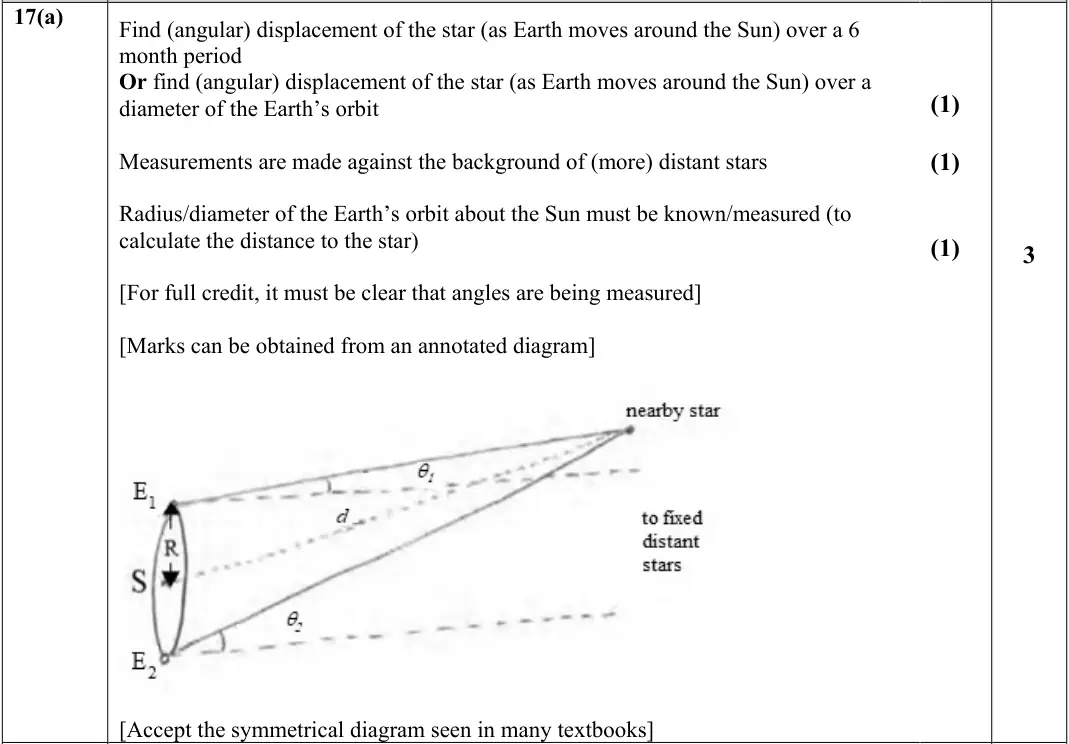 17(a)
Find (angular) displacement of the star (as Earth moves around the Sun) over a 6
month period
Or find (angular) displacement of the star (as Earth moves around the Sun) over a
diameter of the Earth's orbit (1)
Measurements are made against the background of (more) distant stars (1)
Radius/diameter of the Earth's orbit about the Sun must be known/measured (to
calculate the distance to the star) (1)
3
[For full credit, it must be clear that angles are being measured]
[Marks can be obtained from an annotated diagram]
nearby star
θ₁
E₁
d
to fixed
distant
stars
R
S
θ₂
E₂
[Accept the symmetrical diagram seen in many textbooks]